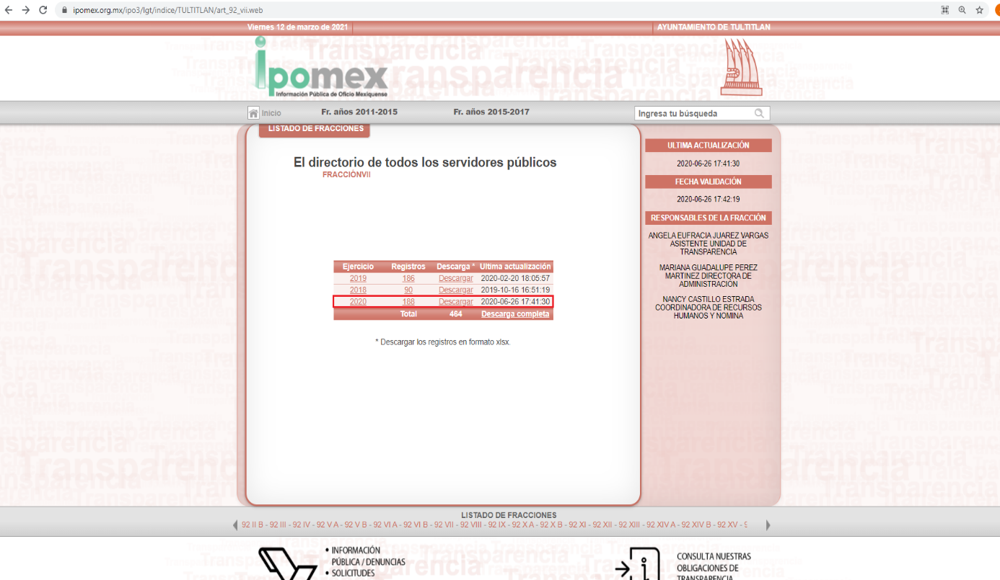 ipomex.org.mx/ipo3/lgt/indice/TULTITLAN/art_92_vii.web
Viernes 12 de marzo de 2021
AYUNTAMIENTO DE TULTITLAN
ipomex
Información Pública de Oficio Mexiquense
Inicio
Fr. años 2011-2015
Fr. años 2015-2017
Ingresa tu búsqueda
LISTADO DE FRACCIONES
El directorio de todos los servidores públicos
FRACCIÓNVII
Ejercicio Registros Descarga * Ultima actualización
2019 186 Descargar 2020-02-20 18:05:57
2018 90 Descargar 2019-10-16 16:51:19
2020 188 Descargar 2020-06-26 17:41:30
Total 464 Descarga completa
* Descargar los registros en formato xlsx.
ULTIMA ACTUALIZACIÓN
2020-06-26 17:41:30
FECHA VALIDACIÓN
2020-06-26 17:42:19
RESPONSABLES DE LA FRACCIÓN
ANGELA EUFRACIA JUAREZ VARGAS
ASISTENTE UNIDAD DE
TRANSPARENCIA
MARIANA GUADALUPE PEREZ
MARTINEZ DIRECTORA DE
ADMINISTRACIÓN
NANCY CASTILLO ESTRADA
COORDINADORA DE RECURSOS
HUMANOS Y NOMINA
LISTADO DE FRACCIONES
92 II B - 92 III - 92 IV - 92 V A - 92 V B - 92 VI A - 92 VI B - 92 VII - 92 VIII - 92 IX - 92 X A - 92 X B - 92 XI - 92 XII - 92 XIII - 92 XIV A - 92 XIV B - 92 XV -
• INFORMACIÓN
PÚBLICA / DENUNCIAS
• SOLICITUDES
CONSULTA NUESTRAS
OBLIGACIONES DE
TRANSPARENCIA